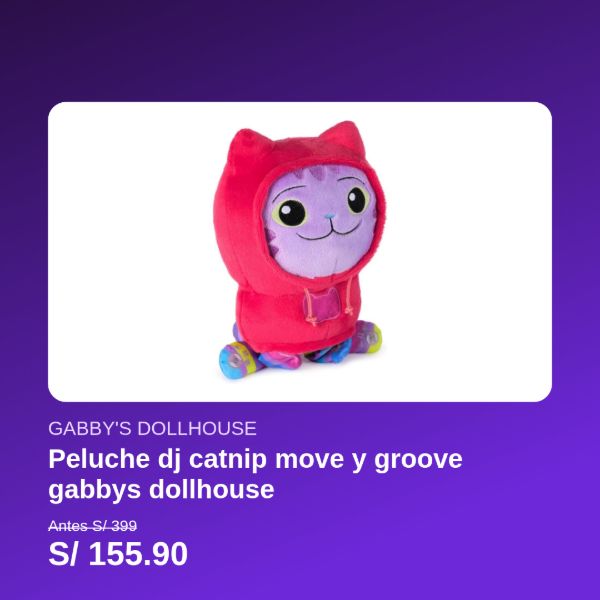 GABBY'S DOLLHOUSE
Peluche dj catnip move y groove
gabbys dollhouse
Antes S/ 399
S/ 155.90